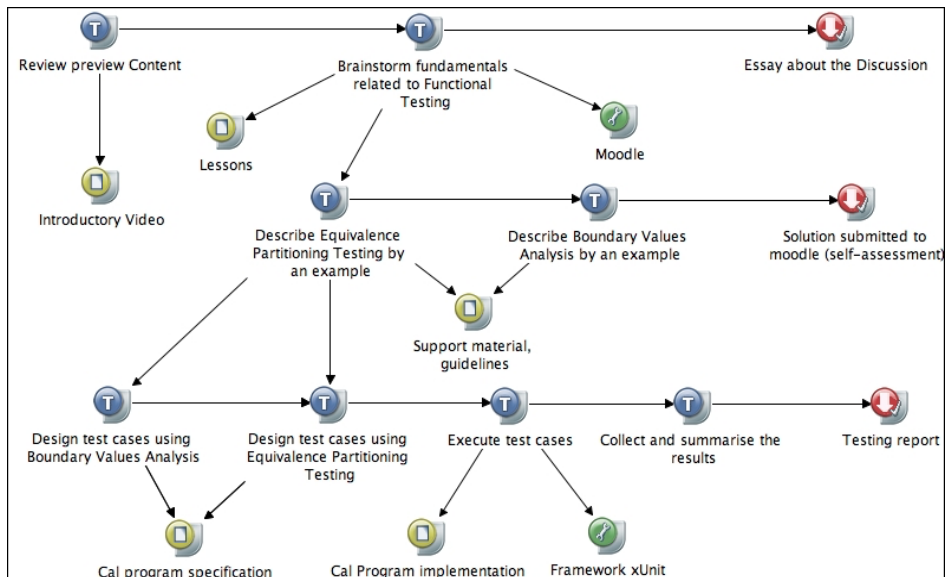 T
T
Review preview Content
Brainstorm fundamentals
related to Functional
Testing
Essay about the Discussion
Lessons
Moodle
Introductory Video
T
T
Describe Equivalence
Partitioning Testing by
an example
Describe Boundary Values
Analysis by an example
Solution submitted to
moodle (self-assessment)
Support material,
guidelines
T
T
T
T
Design test cases using
Boundary Values Analysis
Design test cases using
Equivalence Partitioning
Testing
Execute test cases
Collect and summarise the
results
Testing report
Cal program specification
Cal Program implementation
Framework xUnit